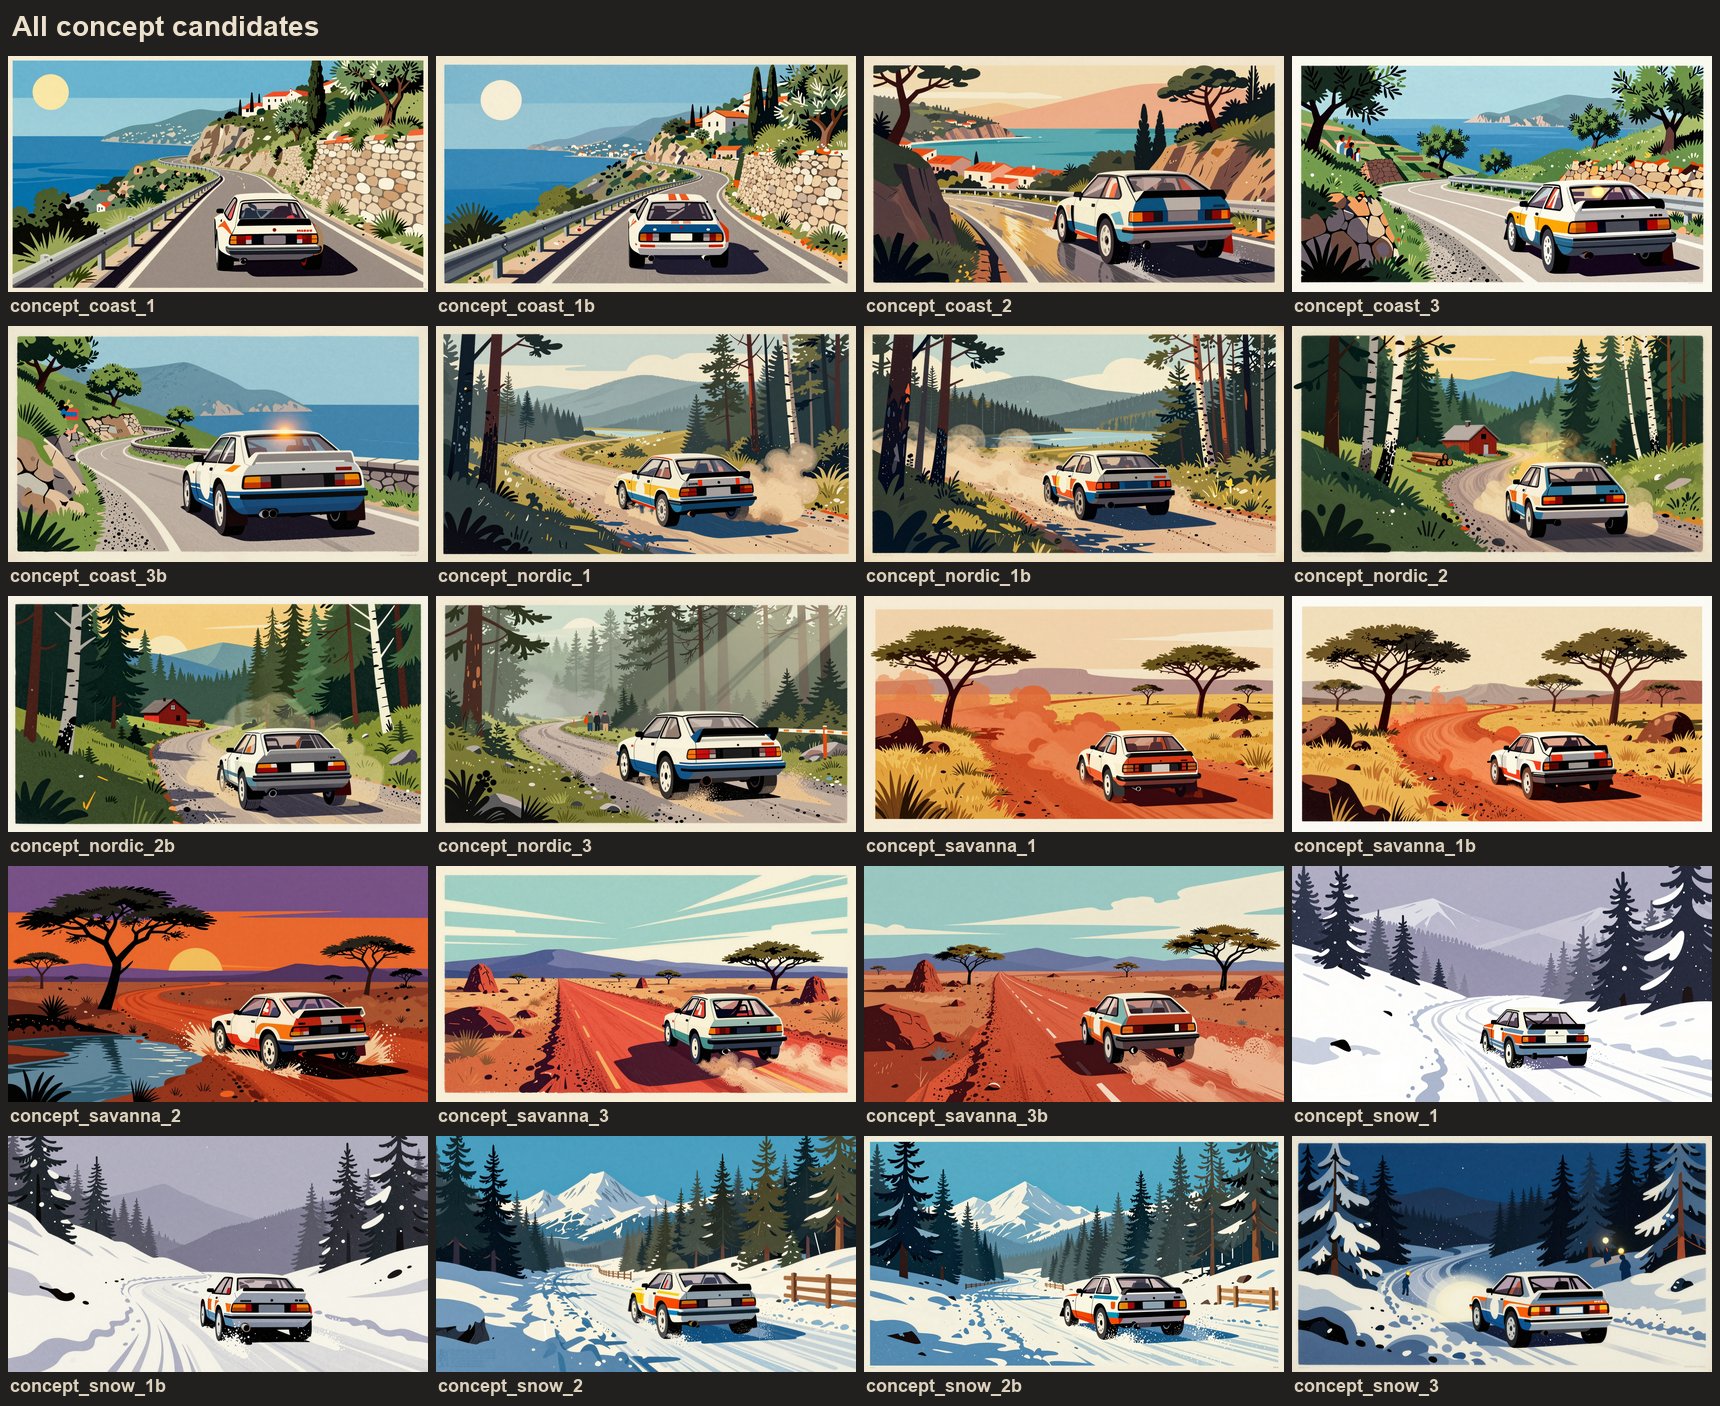 All concept candidates
concept_coast_1
concept_coast_1b
concept_coast_2
concept_coast_3
concept_coast_3b
concept_nordic_1
concept_nordic_1b
concept_nordic_2
concept_nordic_2b
concept_nordic_3
concept_savanna_1
concept_savanna_1b
concept_savanna_2
concept_savanna_3
concept_savanna_3b
concept_snow_1
concept_snow_1b
concept_snow_2
concept_snow_2b
concept_snow_3